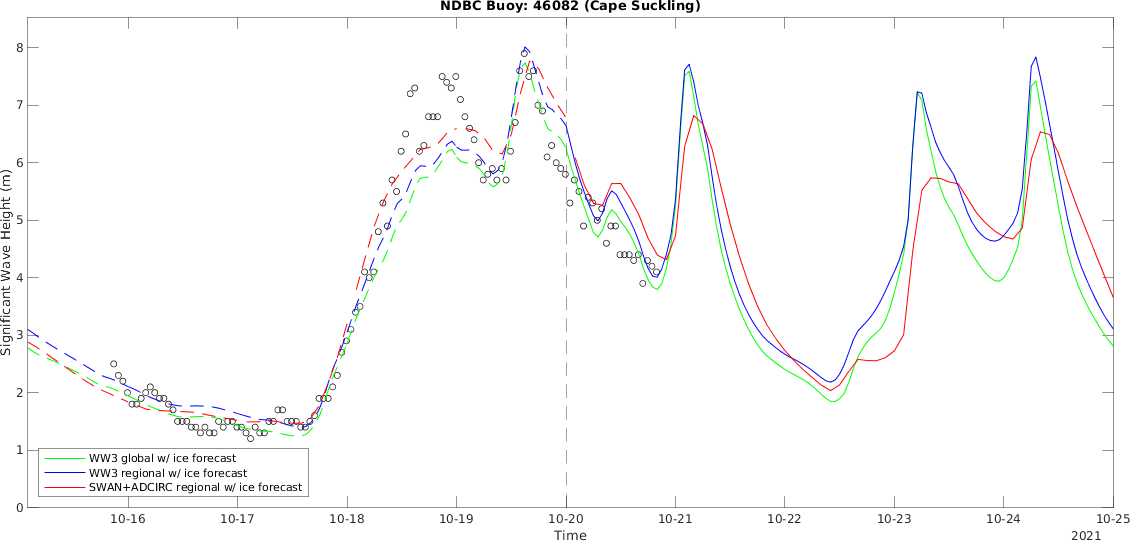 NDBC Buoy: 46082 (Cape Suckling)
Significant Wave Height (m)
8
7
6
5
4
3
2
1
0
WW3 global w/ ice forecast
WW3 regional w/ ice forecast
SWAN+ADCIRC regional w/ ice forecast
10-16 10-17 10-18 10-19 10-20 10-21 10-22 10-23 10-24 10-25
Time
2021